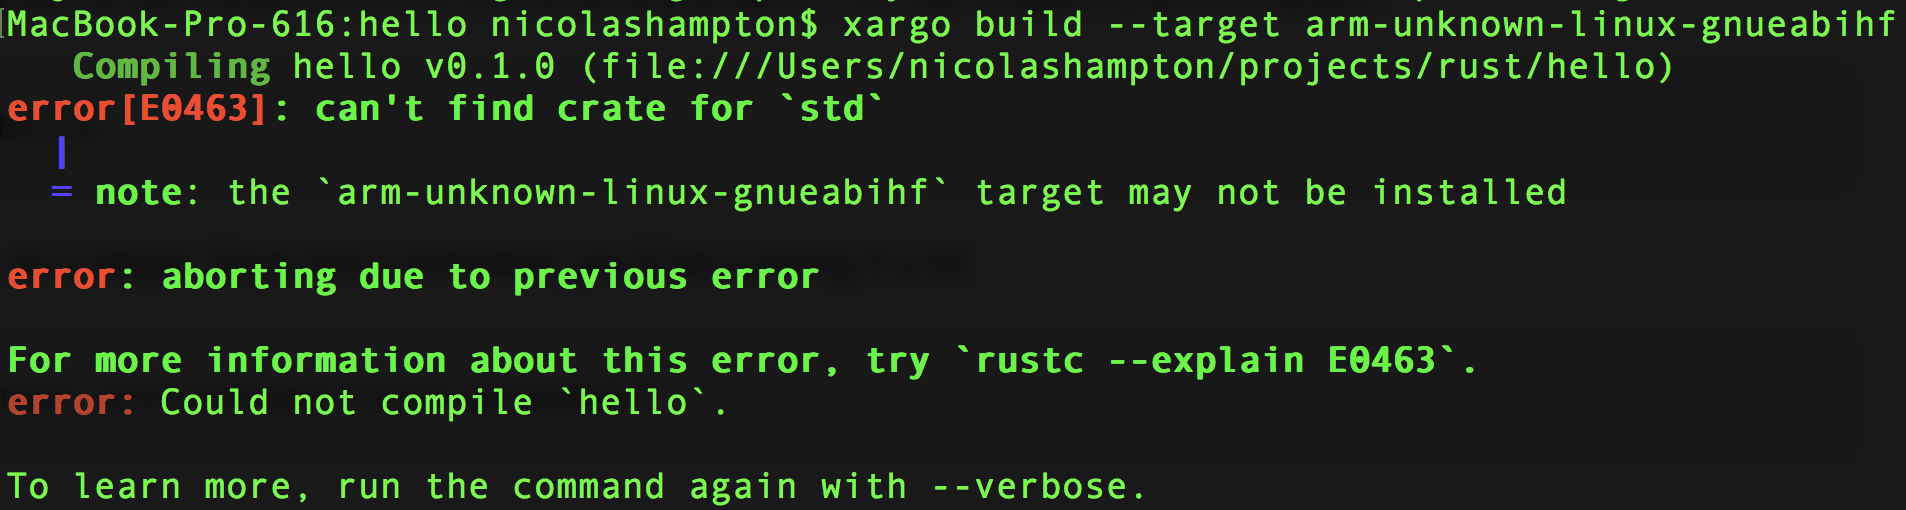 MacBook-Pro-616:hello nicolashampton$ xargo build --target arm-unknown-linux-gnueabihf
Compiling hello v0.1.0 (file:///Users/nicolashampton/projects/rust/hello)
error[E0463]: can't find crate for `std`
|
= note: the `arm-unknown-linux-gnueabihf` target may not be installed
error: aborting due to previous error
For more information about this error, try `rustc --explain E0463`.
error: Could not compile `hello`.
To learn more, run the command again with --verbose.